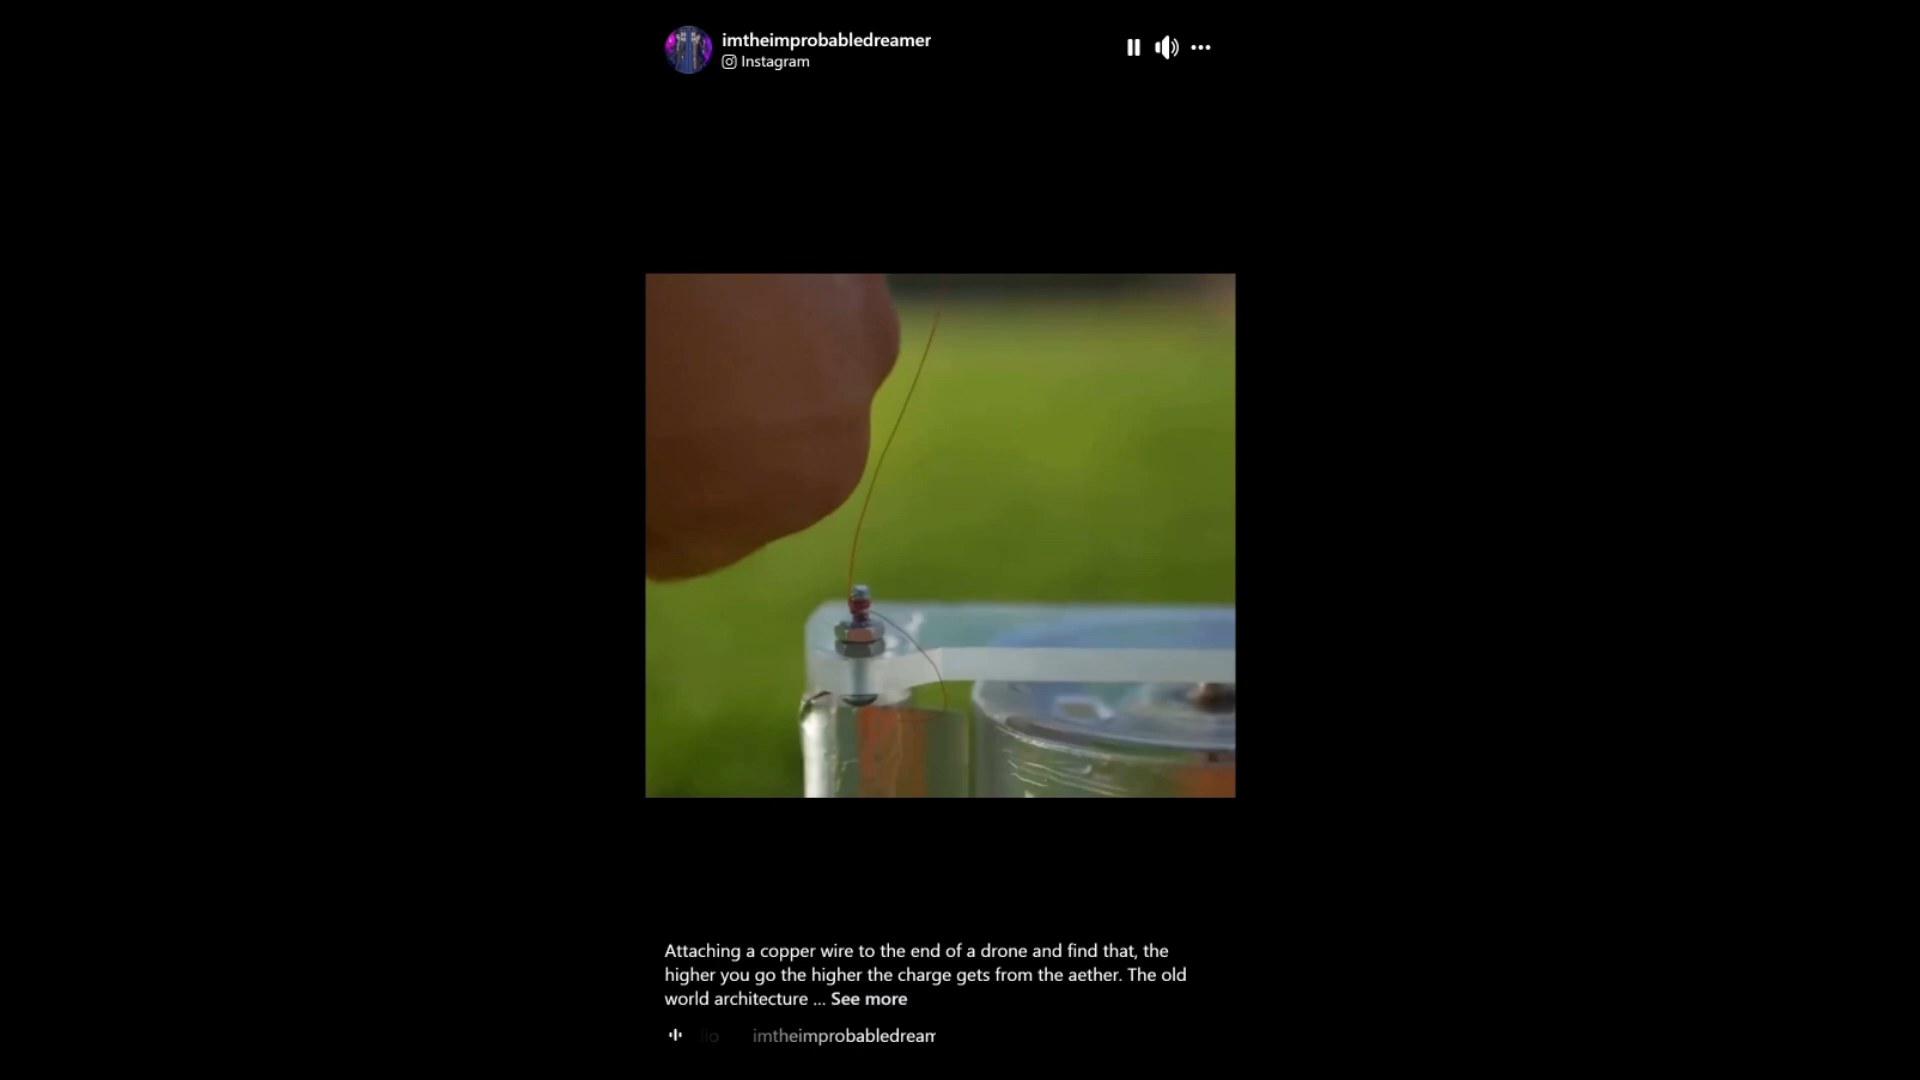 imtheimprobabledreamer
Instagram
Attaching a copper wire to the end of a drone and find that, the
higher you go the higher the charge gets from the aether. The old
world architecture ... See more
imtheimprobabledream